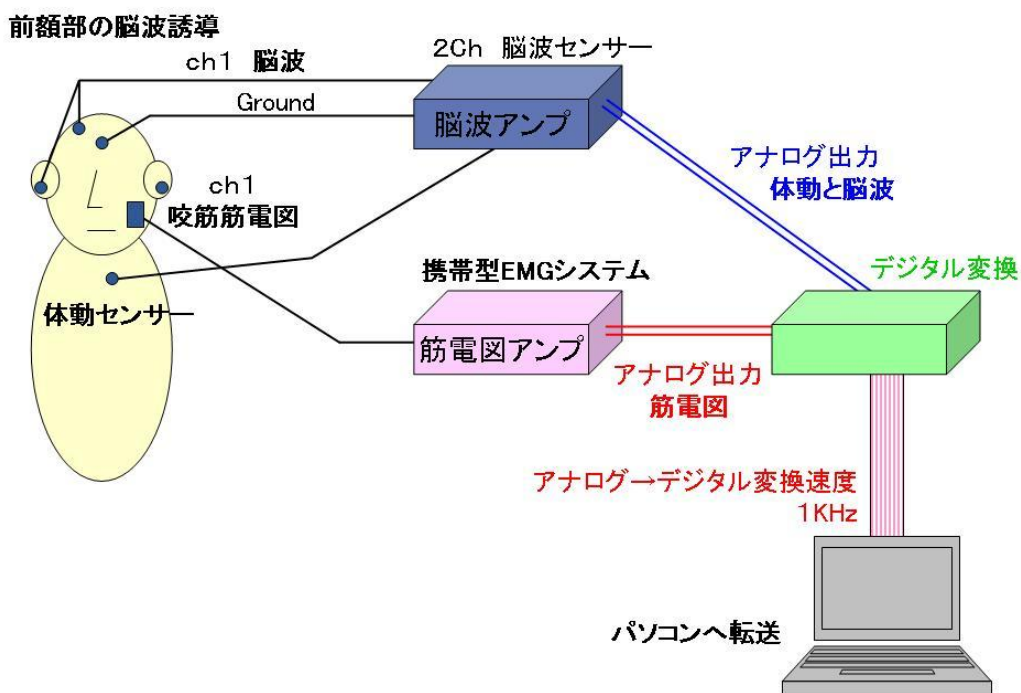 前額部の脳波誘導
ch1 脳波
2Ch 脳波センサー
Ground
脳波アンプ
アナログ出力
体動と脳波
ch1
咬筋筋電図
携帯型EMGシステム
デジタル変換
体動センサー
筋電図アンプ
アナログ出力
筋電図
アナログ→デジタル変換速度
1KHz
パソコンへ転送